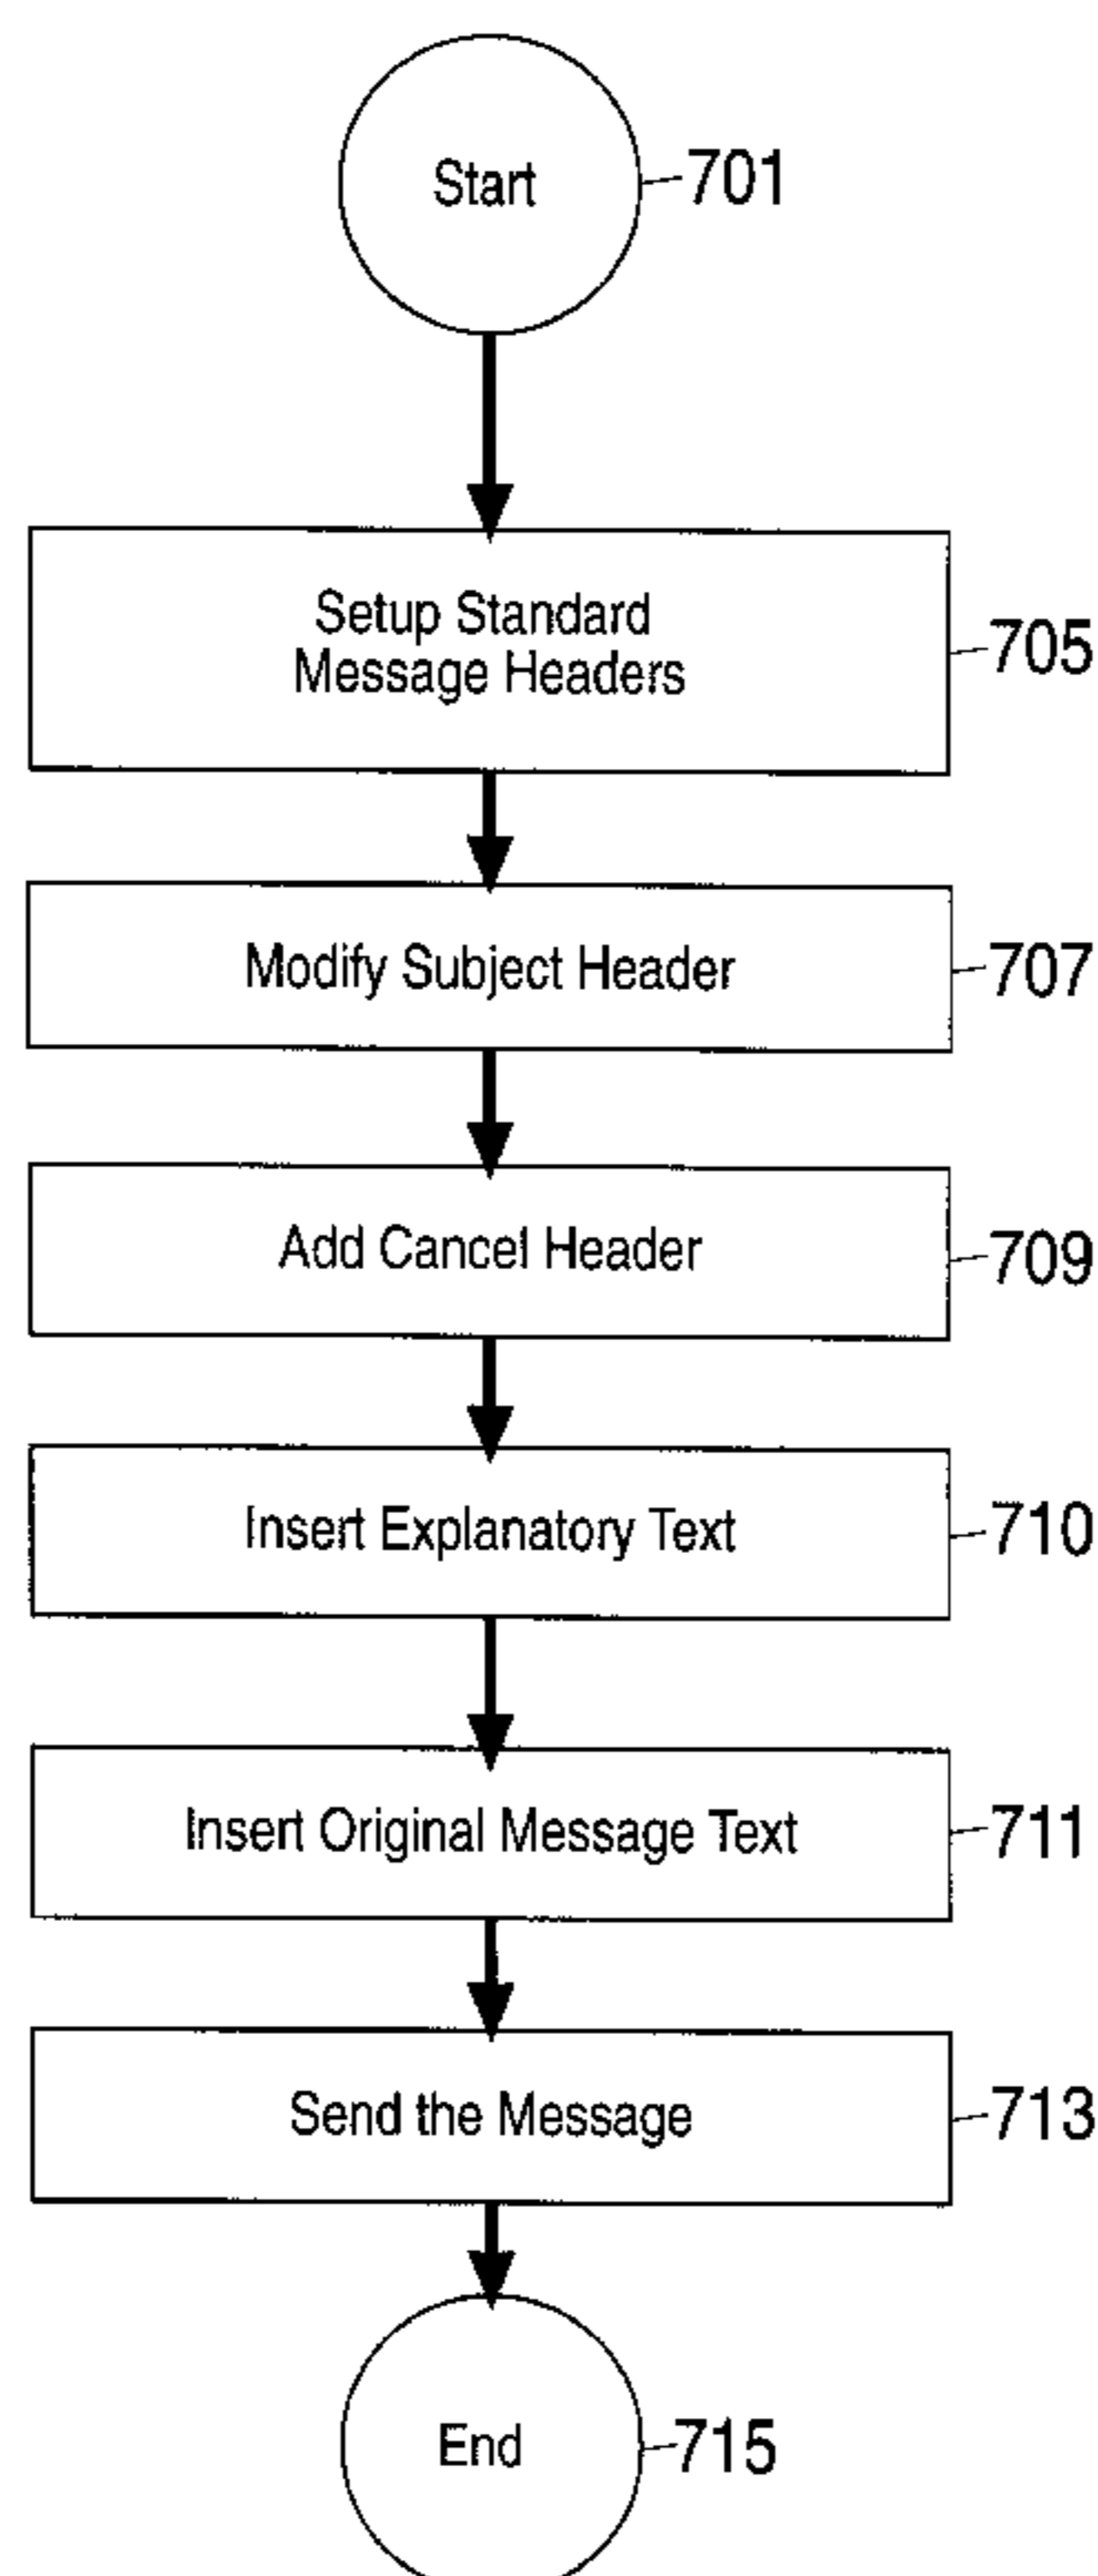 Start
701
Setup Standard
Message Headers
705
Modify Subject Header
707
Add Cancel Header
709
Insert Explanatory Text
710
Insert Original Message Text
711
Send the Message
713
End
715